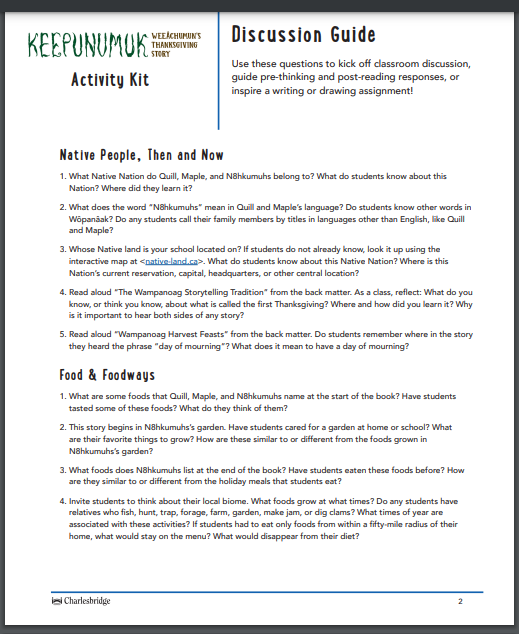 KEEPUNUMUK WEEÂCHUMUN'S
THANKSGIVING
STORY
Activity Kit
Discussion Guide
Use these questions to kick off classroom discussion,
guide pre-thinking and post-reading responses, or
inspire a writing or drawing assignment!
Native People, Then and Now
1. What Native Nation do Quill, Maple, and N8hkumuhs belong to? What do students know about this
Nation? Where did they learn it?
2. What does the word “N8hkumuhs” mean in Quill and Maple’s language? Do students know other words in
Wôpanâak? Do any students call their family members by titles in languages other than English, like Quill
and Maple?
3. Whose Native land is your school located on? If students do not already know, look it up using the
interactive map at <native-land.ca>. What do students know about this Native Nation? Where is this
Nation’s current reservation, capital, headquarters, or other central location?
4. Read aloud “The Wampanoag Storytelling Tradition” from the back matter. As a class, reflect: What do you
know, or think you know, about what is called the first Thanksgiving? Where and how did you learn it? Why
is it important to hear both sides of any story?
5. Read aloud “Wampanoag Harvest Feasts” from the back matter. Do students remember where in the story
they heard the phrase “day of mourning”? What does it mean to have a day of mourning?
Food & Foodways
1. What are some foods that Quill, Maple, and N8hkumuhs name at the start of the book? Have students
tasted some of these foods? What do they think of them?
2. This story begins in N8hkumuhs’s garden. Have students cared for a garden at home or school? What
are their favorite things to grow? How are these similar to or different from the foods grown in
N8hkumuhs’s garden?
3. What foods does N8hkumuhs list at the end of the book? Have students eaten these foods before? How
are they similar to or different from the holiday meals that students eat?
4. Invite students to think about their local biome. What foods grow at what times? Do any students have
relatives who fish, hunt, trap, forage, farm, garden, make jam, or dig clams? What times of year are
associated with these activities? If students had to eat only foods from within a fifty-mile radius of their
home, what would stay on the menu? What would disappear from their diet?
Charlesbridge
2